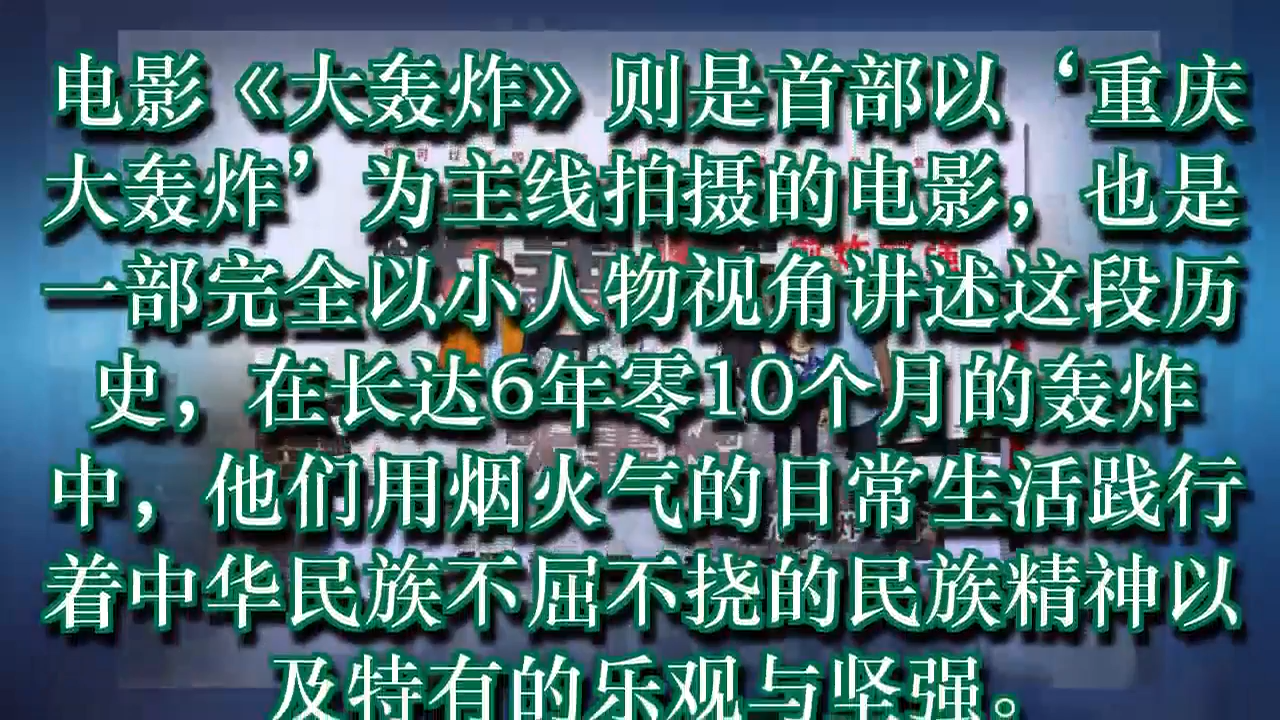 电影《大轰炸》则是首部以‘重庆
大轰炸’为主线拍摄的电影，也是
一部完全以小人物视角讲述这段历
史，在长达6年零10个月的轰炸
中，他们用烟火气的日常生活践行
着中华民族不屈不挠的民族精神以
及特有的乐观与坚强。